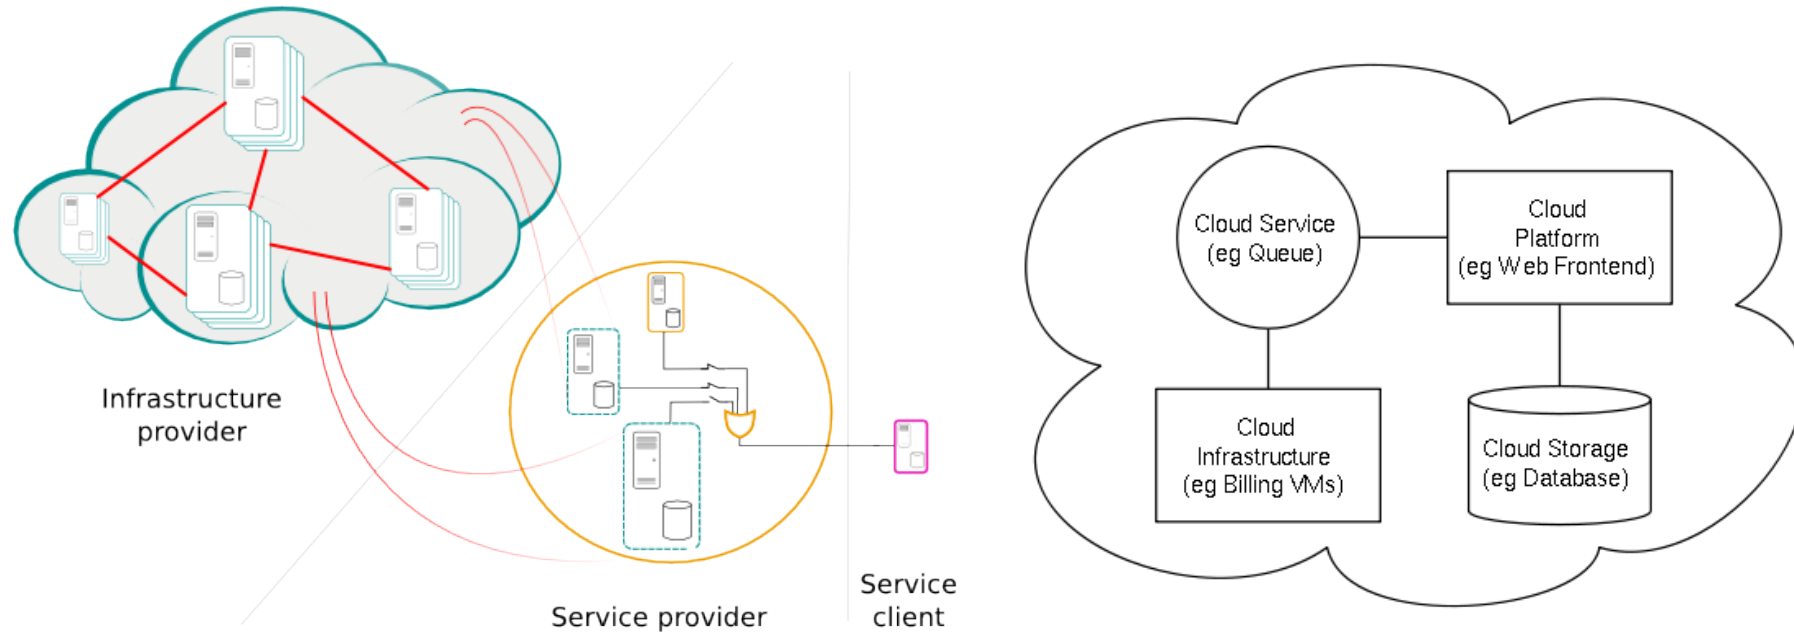 Infrastructure
provider
Service provider
Service
client
Cloud Service
(eg Queue)
Cloud
Platform
(eg Web Frontend)
Cloud
Infrastructure
(eg Billing VMs)
Cloud Storage
(eg Database)